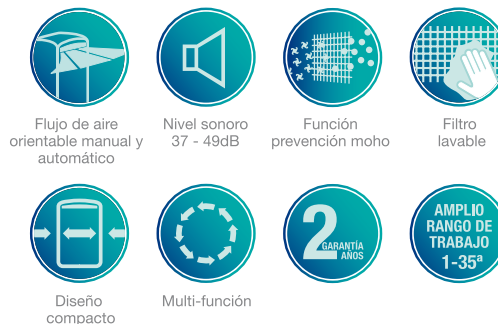 Flujo de aire
orientable manual y
automático
Nivel sonoro
37 - 49dB
Función
prevención moho
Filtro
lavable
Diseño
compacto
Multi-función
2
GARANTÍA
AÑOS
AMPLIO
RANGO DE
TRABAJO
1-35ª